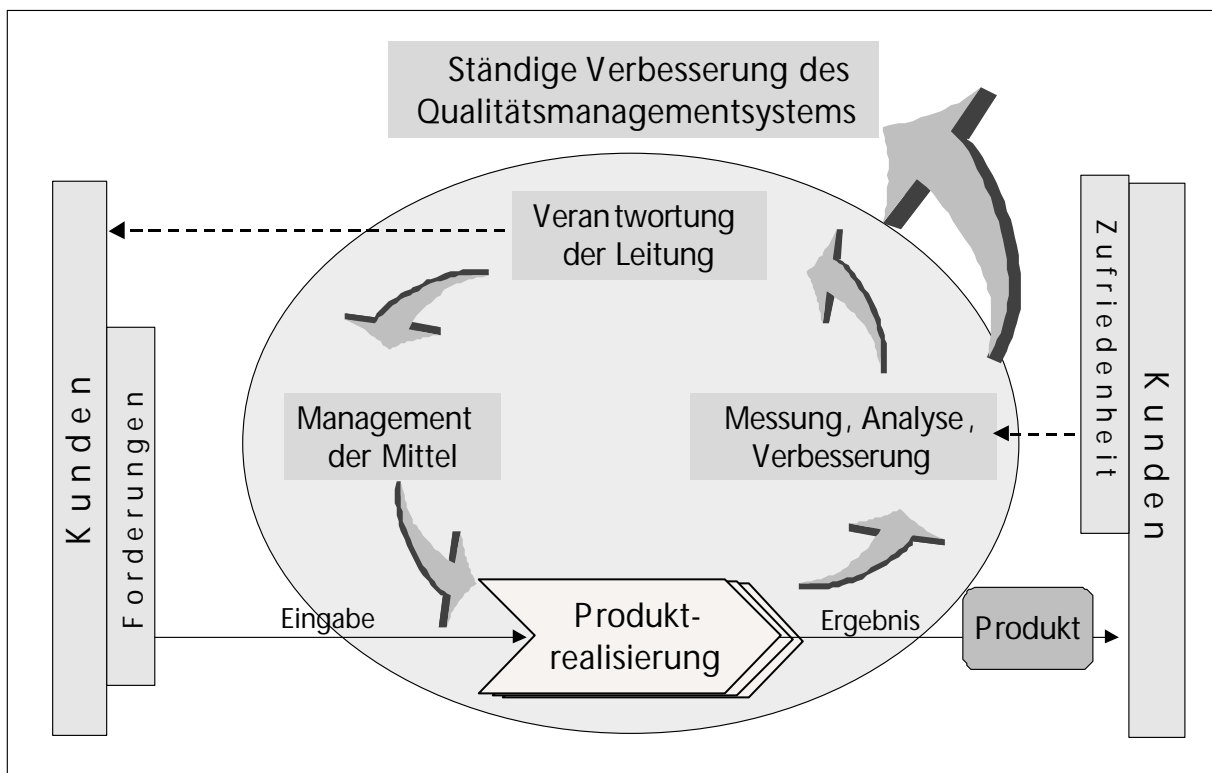 Ständige Verbesserung des
Qualitätsmanagementsystems
Verantwortung
der Leitung
Kunden
Forderungen
Management
der Mittel
Messung, Analyse,
Verbesserung
Zufriedenheit
Kunden
Eingabe
Produkt-
realisierung
Ergebnis
Produkt